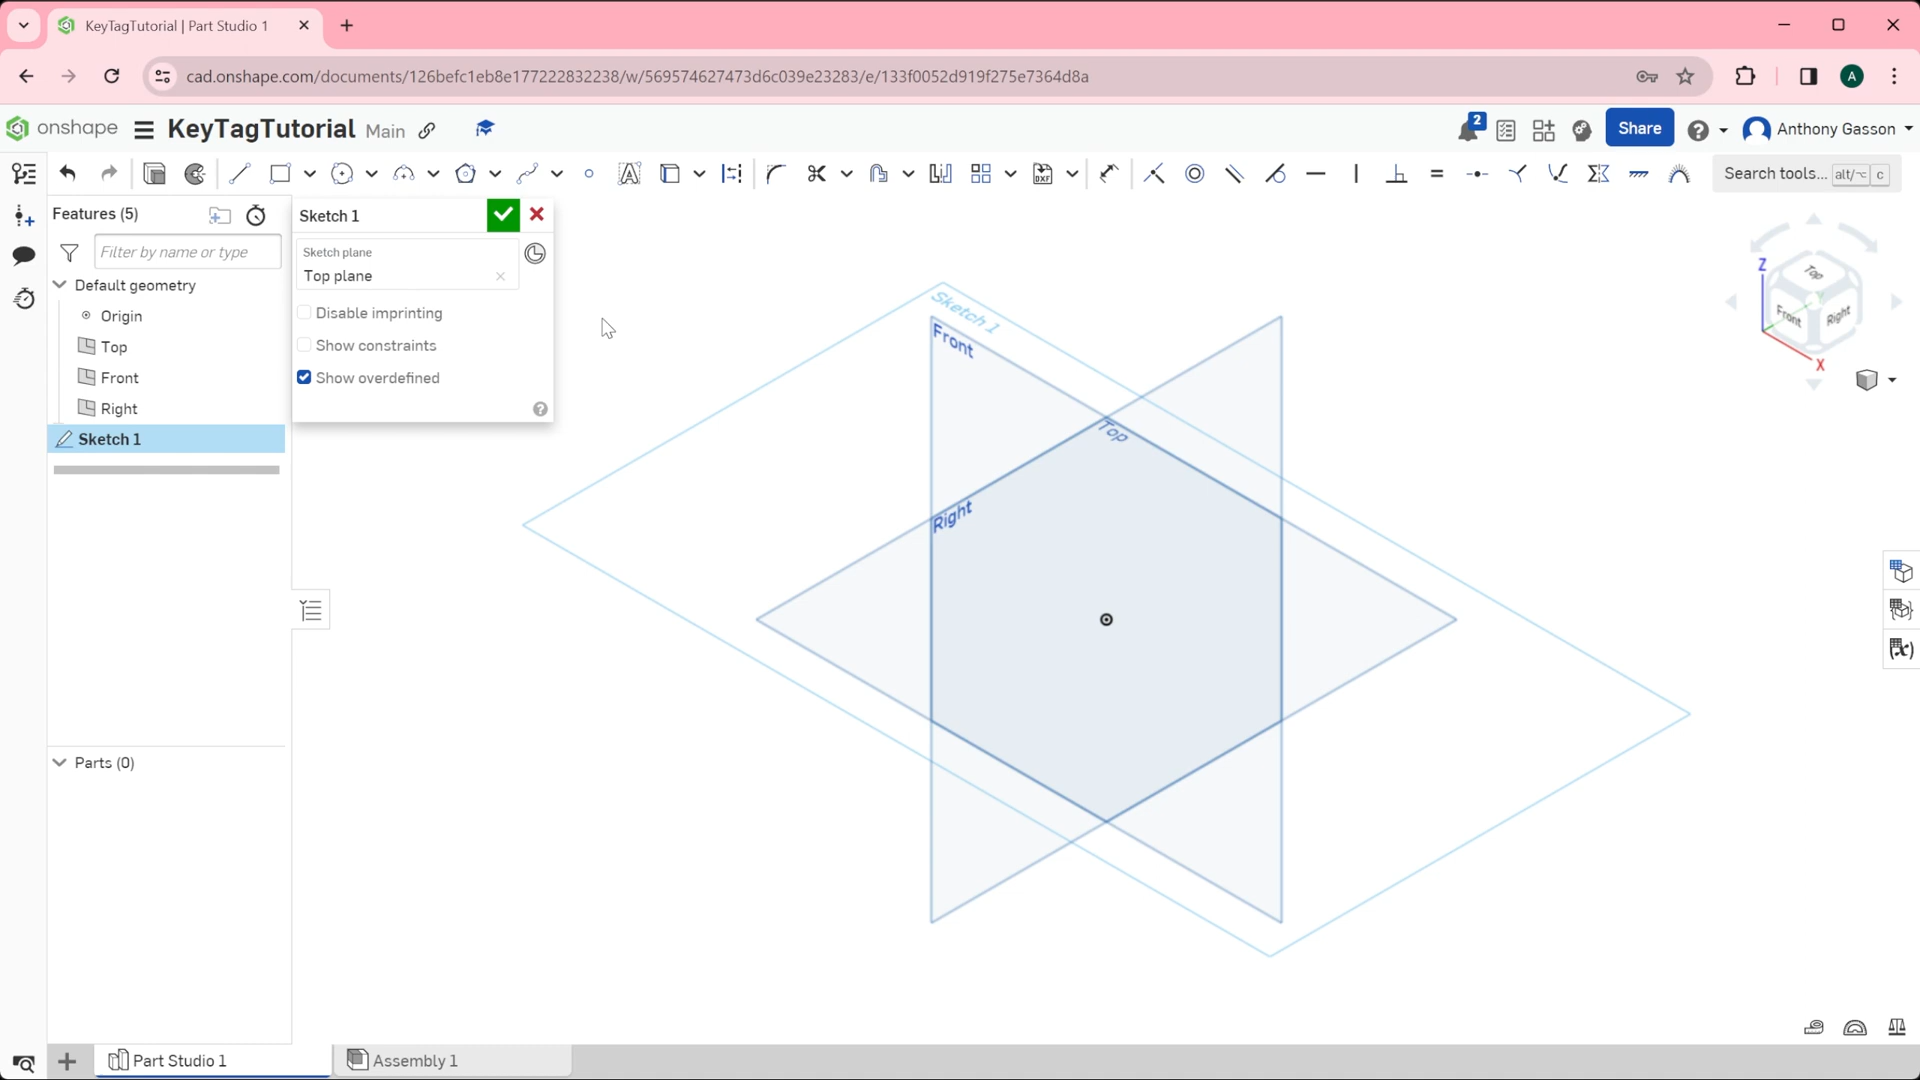 KeyTagTutorial | Part Studio 1
cad.onshape.com/documents/126befc1eb8e177222832238/w/569574627473d6c039e23283/e/133f0052d919f275e7364d8a
A
onshape
KeyTagTutorial
Main
2
Share
Anthony Gasson
Search tools... alt/⌥ c
Features (5)
Filter by name or type
Default geometry
Origin
Top
Front
Right
Sketch 1
Parts (0)
Sketch 1
Sketch plane
Top plane
Disable imprinting
Show constraints
Show overdefined
Sketch 1
Front
Top
Right
Z
Top
Y
Front
Right
X
Part Studio 1
Assembly 1